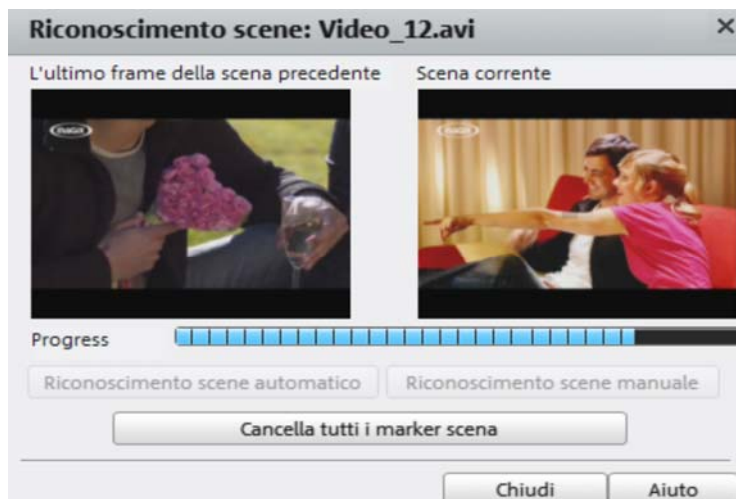 Riconoscimento scene: Video_12.avi
L'ultimo frame della scena precedente
Scena corrente
MAGIX
Progress
Riconoscimento scene automatico
Riconoscimento scene manuale
Cancella tutti i marker scena
Chiudi
Aiuto